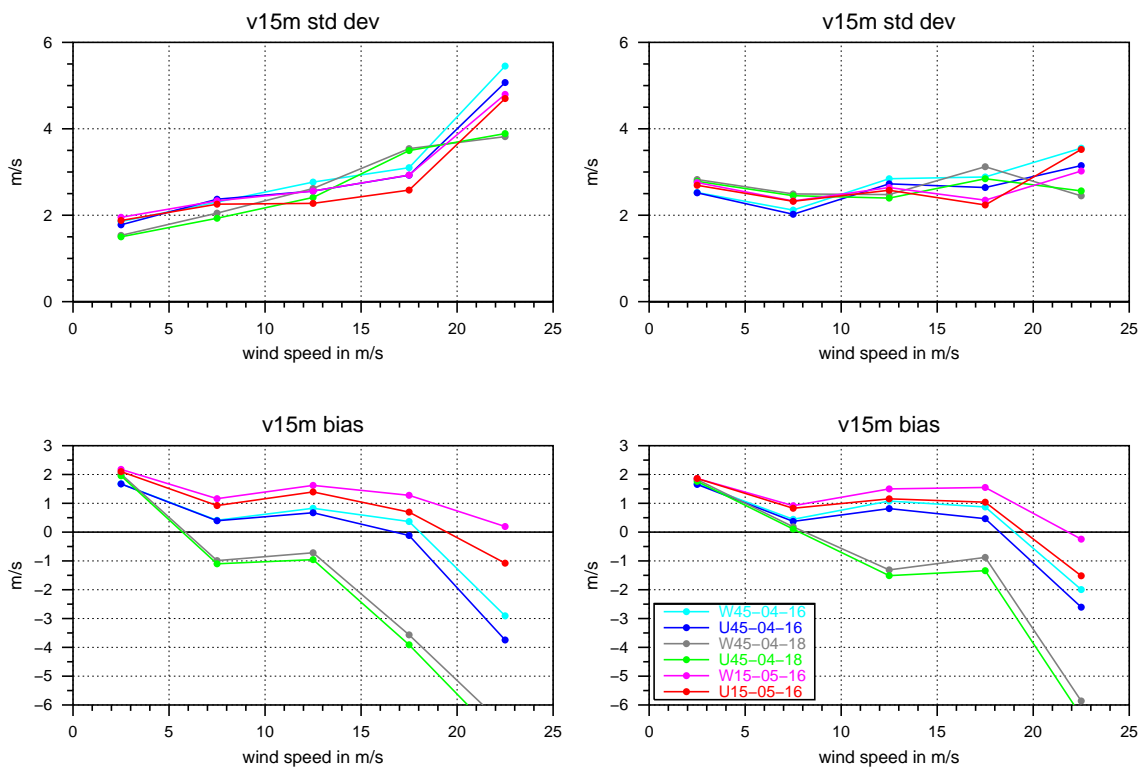 v15m std dev
6
4
2
0
m/s
0 5 10 15 20 25
wind speed in m/s
v15m std dev
6
4
2
0
m/s
0 5 10 15 20 25
wind speed in m/s
v15m bias
3
2
1
0
−1
−2
−3
−4
−5
−6
m/s
0 5 10 15 20 25
wind speed in m/s
v15m bias
3
2
1
0
−1
−2
−3
−4
−5
−6
m/s
W45−04−16
U45−04−16
W45−04−18
U45−04−18
W15−05−16
U15−05−16
0 5 10 15 20 25
wind speed in m/s